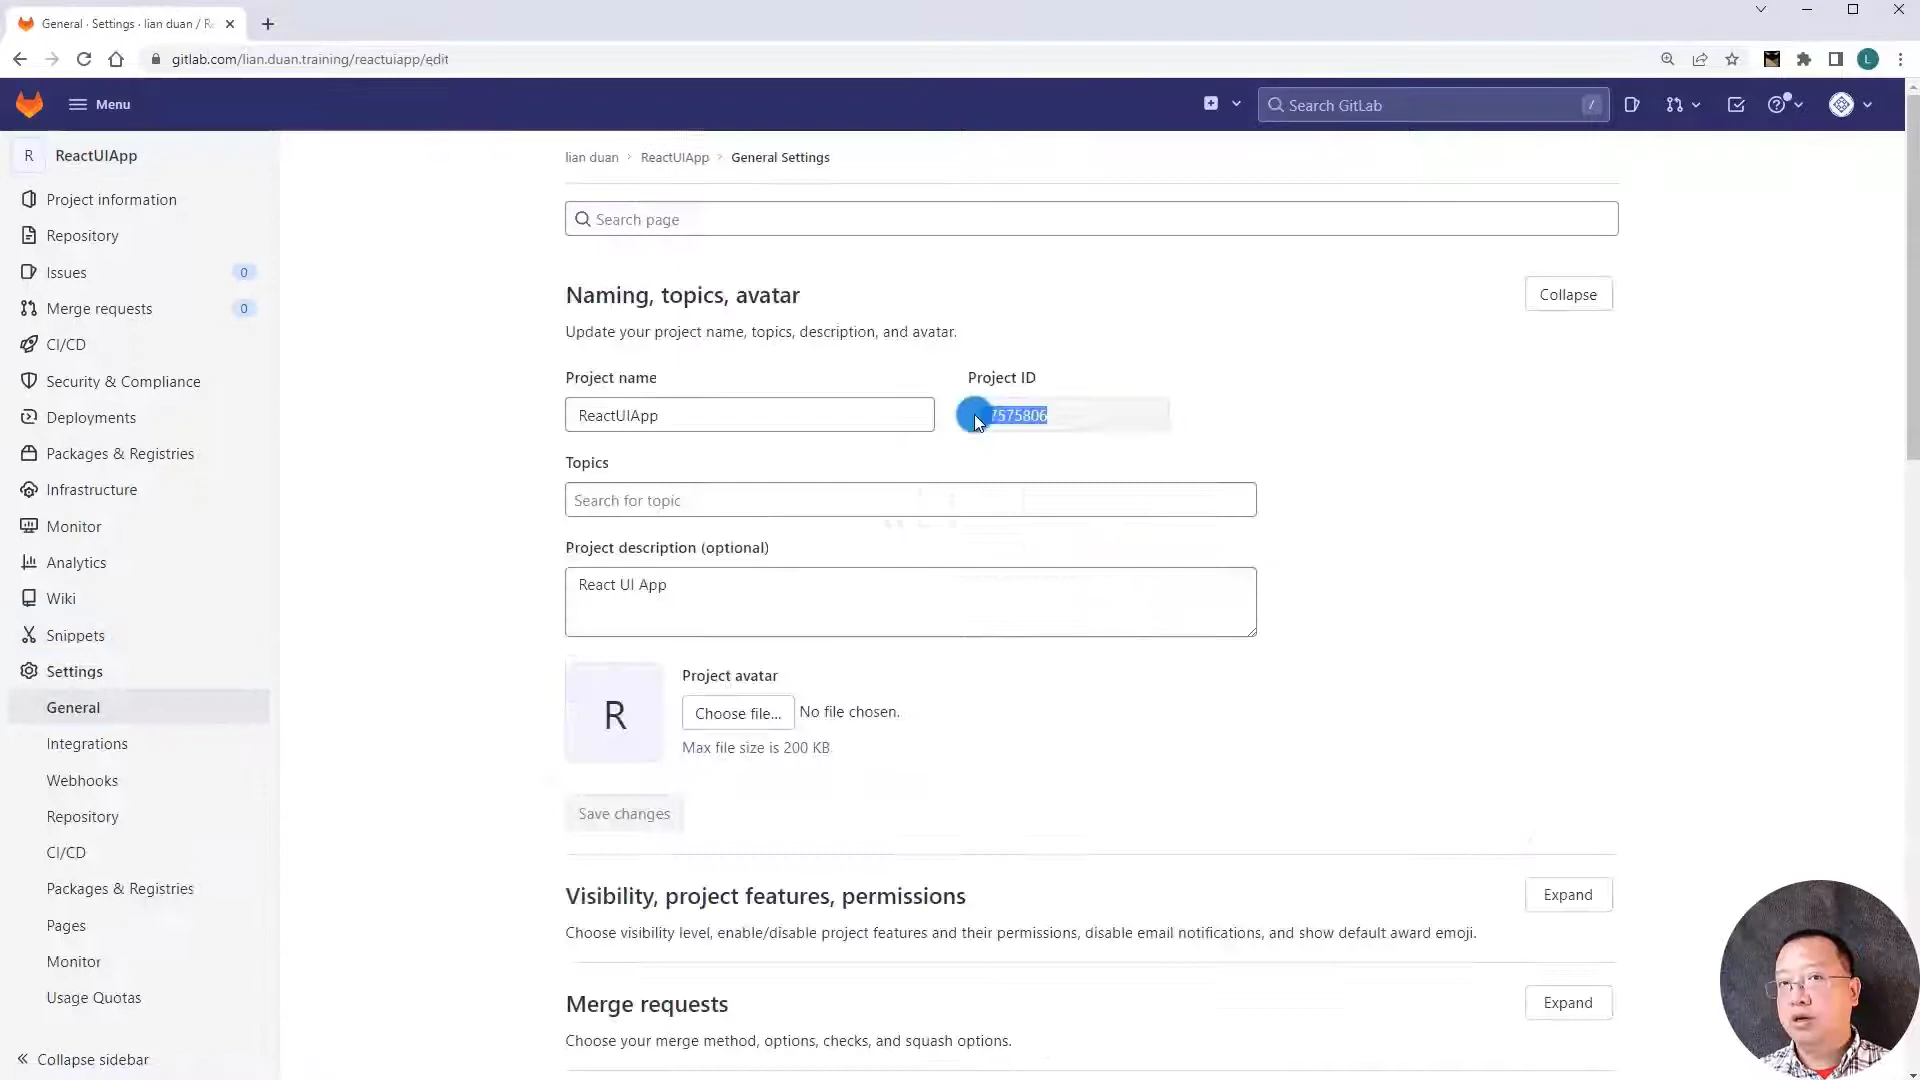 General · Settings · lian duan / Re
gitlab.com/lian.duan.training/reactuiapp/edit
L
Menu
Search GitLab
/
R ReactUIApp
Project information
Repository
Issues 0
Merge requests 0
CI/CD
Security & Compliance
Deployments
Packages & Registries
Infrastructure
Monitor
Analytics
Wiki
Snippets
Settings
General
Integrations
Webhooks
Repository
CI/CD
Packages & Registries
Pages
Monitor
Usage Quotas
Collapse sidebar
lian duan > ReactUIApp > General Settings
Search page
Naming, topics, avatar
Collapse
Update your project name, topics, description, and avatar.
Project name
Project ID
ReactUIApp
7575806
Topics
Search for topic
Project description (optional)
React UI App
R
Project avatar
Choose file...
No file chosen.
Max file size is 200 KB
Save changes
Visibility, project features, permissions
Expand
Choose visibility level, enable/disable project features and their permissions, disable email notifications, and show default award emoji.
Merge requests
Expand
Choose your merge method, options, checks, and squash options.